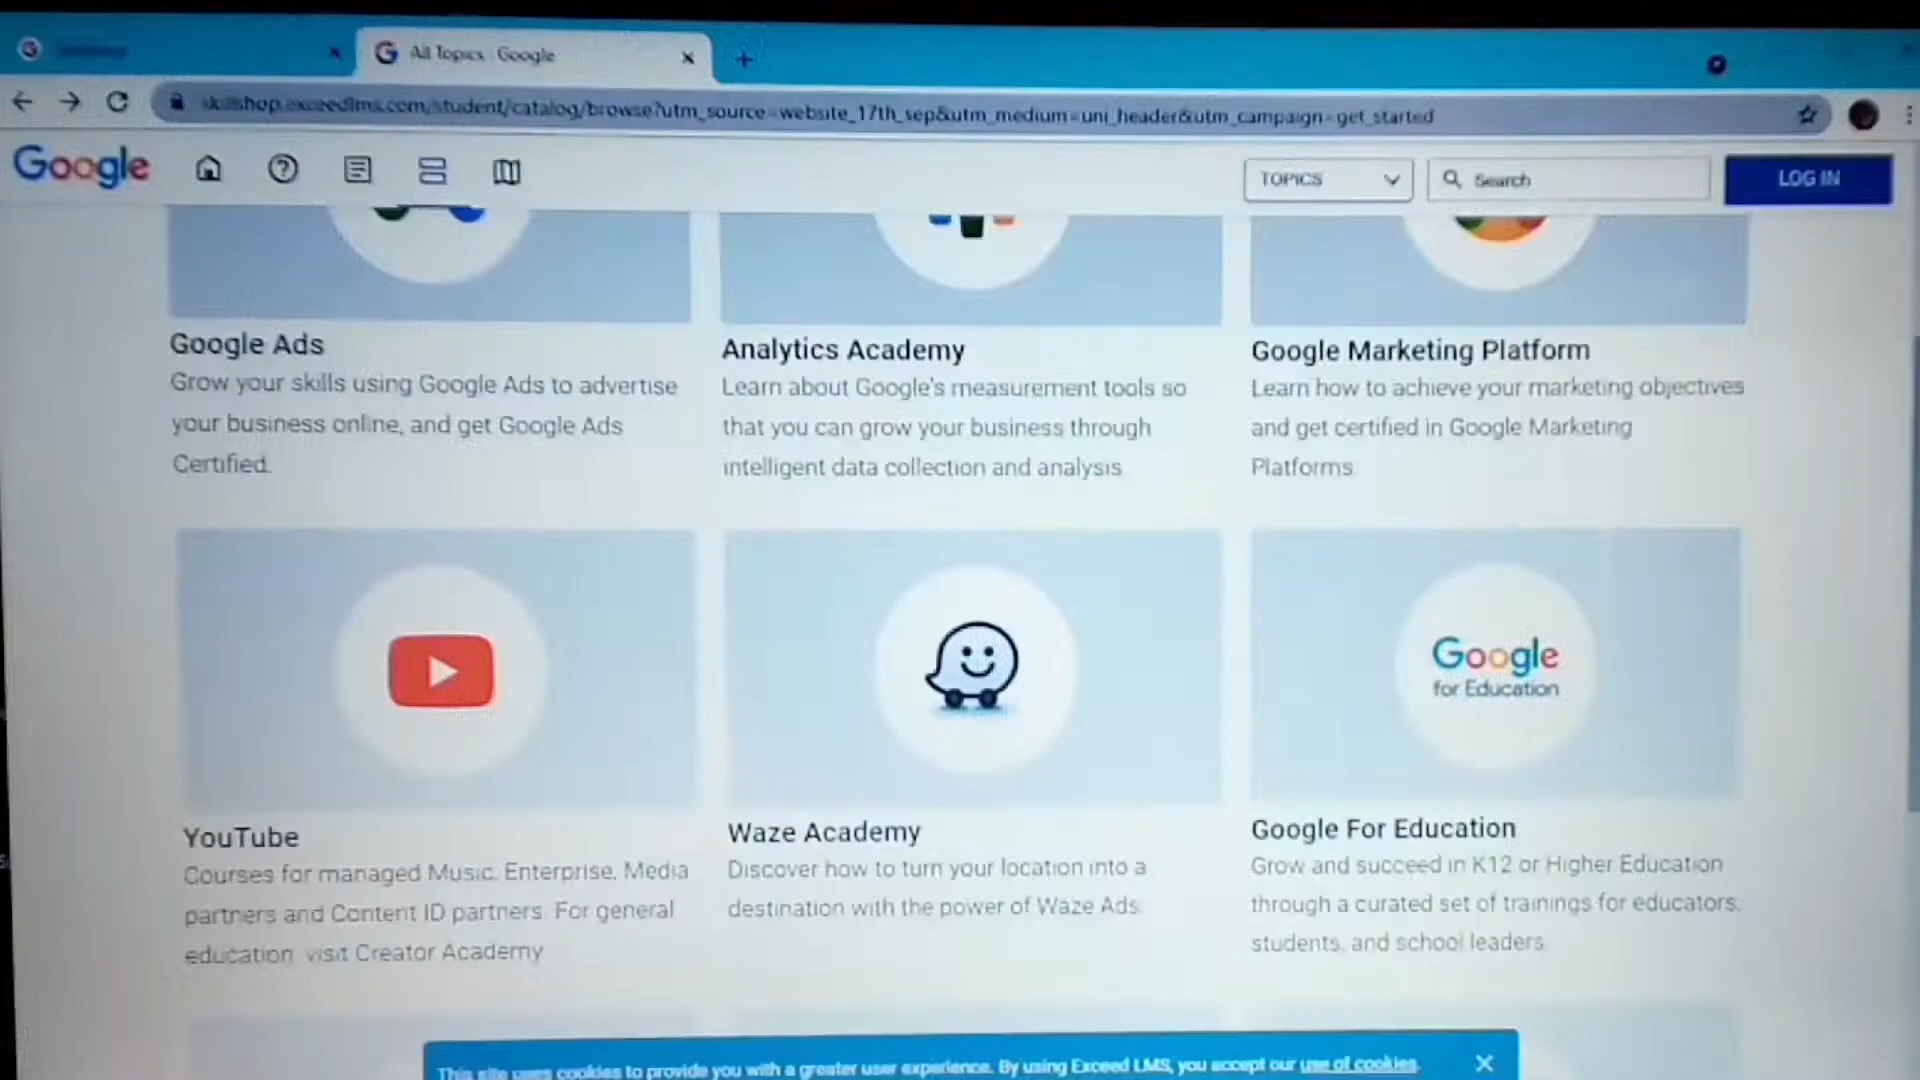 All Topics Google
skillshop.exceedlms.com/student/catalog/browse?utm_source=website_17th_sep&utm_medium=uni_header&utm_campaign=get_started
Google
TOPICS
Search
LOG IN
Google Ads
Grow your skills using Google Ads to advertise
your business online, and get Google Ads
Certified.
Analytics Academy
Learn about Google's measurement tools so
that you can grow your business through
intelligent data collection and analysis
Google Marketing Platform
Learn how to achieve your marketing objectives
and get certified in Google Marketing
Platforms
Google
for Education
YouTube
Courses for managed Music, Enterprise, Media
partners and Content ID partners. For general
education, visit Creator Academy
Waze Academy
Discover how to turn your location into a
destination with the power of Waze Ads.
Google For Education
Grow and succeed in K12 or Higher Education
through a curated set of trainings for educators,
students, and school leaders
This site uses cookies to provide you with a greater user experience. By using Exceed LMS, you accept our use of cookies.